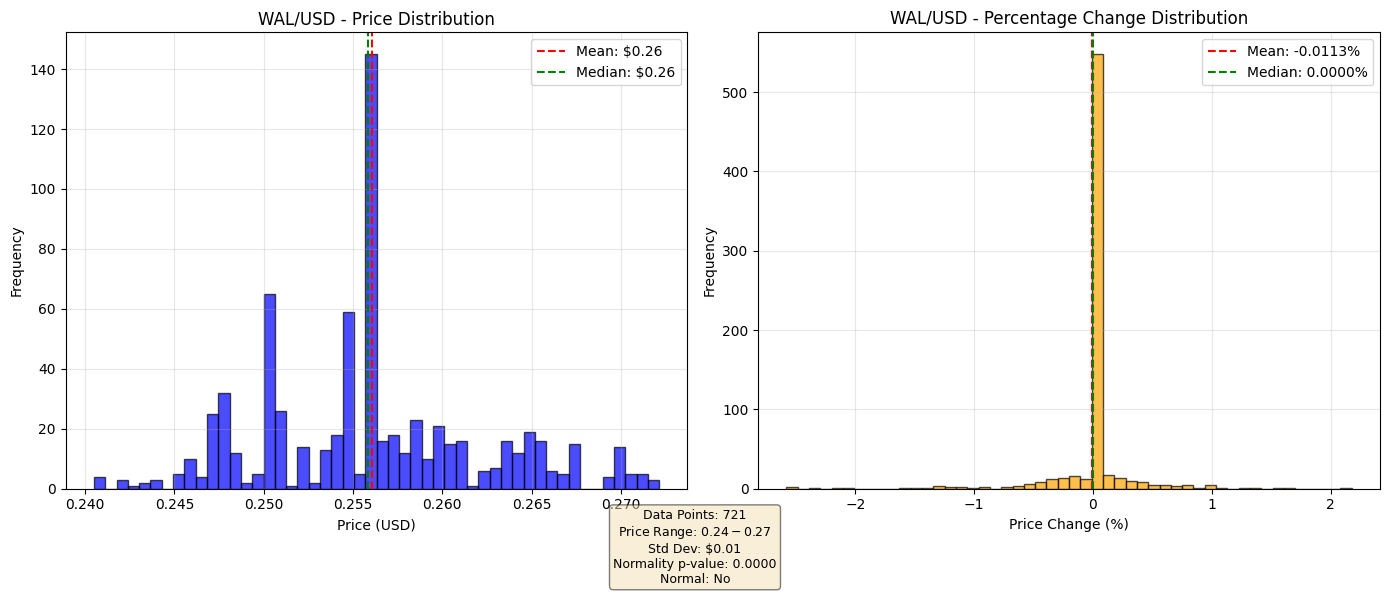 WAL/USD - Price Distribution
Mean: $0.26
Median: $0.26
140
120
100
80
60
40
20
0
Frequency
0.240
0.245
0.250
0.255
0.260
0.265
0.270
Price (USD)
WAL/USD - Percentage Change Distribution
Mean: -0.0113%
Median: 0.0000%
500
400
300
200
100
0
Frequency
−2
−1
0
1
2
Price Change (%)
Data Points: 721
Price Range: 0.24 − 0.27
Std Dev: $0.01
Normality p-value: 0.0000
Normal: No